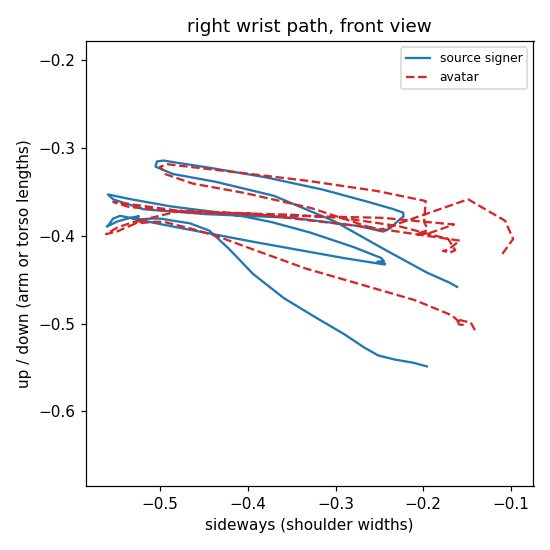 right wrist path, front view
source signer
avatar
up / down (arm or torso lengths)
−0.2
−0.3
−0.4
−0.5
−0.6
−0.5 −0.4 −0.3 −0.2 −0.1
sideways (shoulder widths)